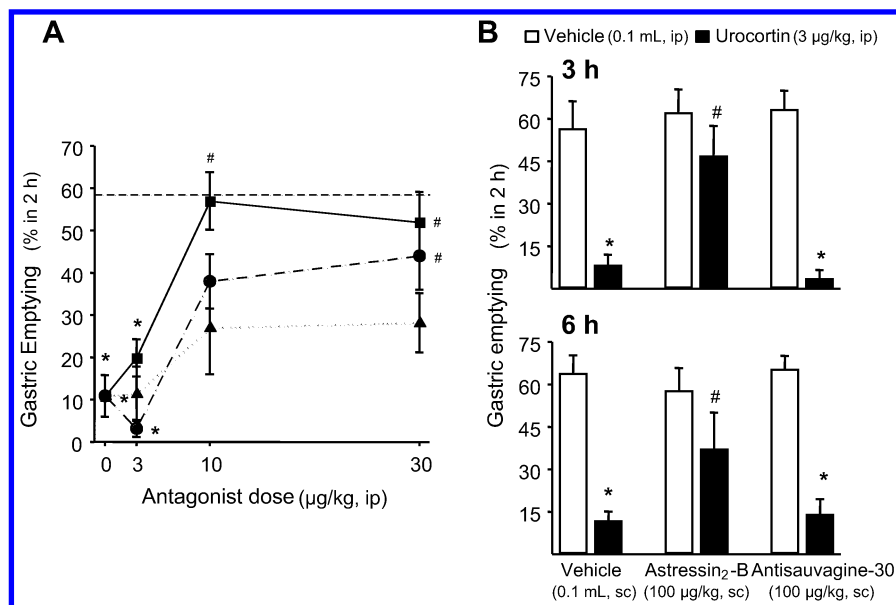 A
Gastric Emptying (% in 2 h)
70
60
50
40
30
20
10
0
#
#
#
*
*
*
*
0 3 10 30
Antagonist dose (µg/kg, ip)
B
Vehicle (0.1 mL, ip) Urocortin (3 µg/kg, ip)
3 h
Gastric emptying (% in 2 h)
75
60
45
30
15
*
#
*
6 h
75
60
45
30
15
*
#
*
Vehicle Astressin₂-B Antisauvagine-30
(0.1 mL, sc) (100 µg/kg, sc) (100 µg/kg, sc)